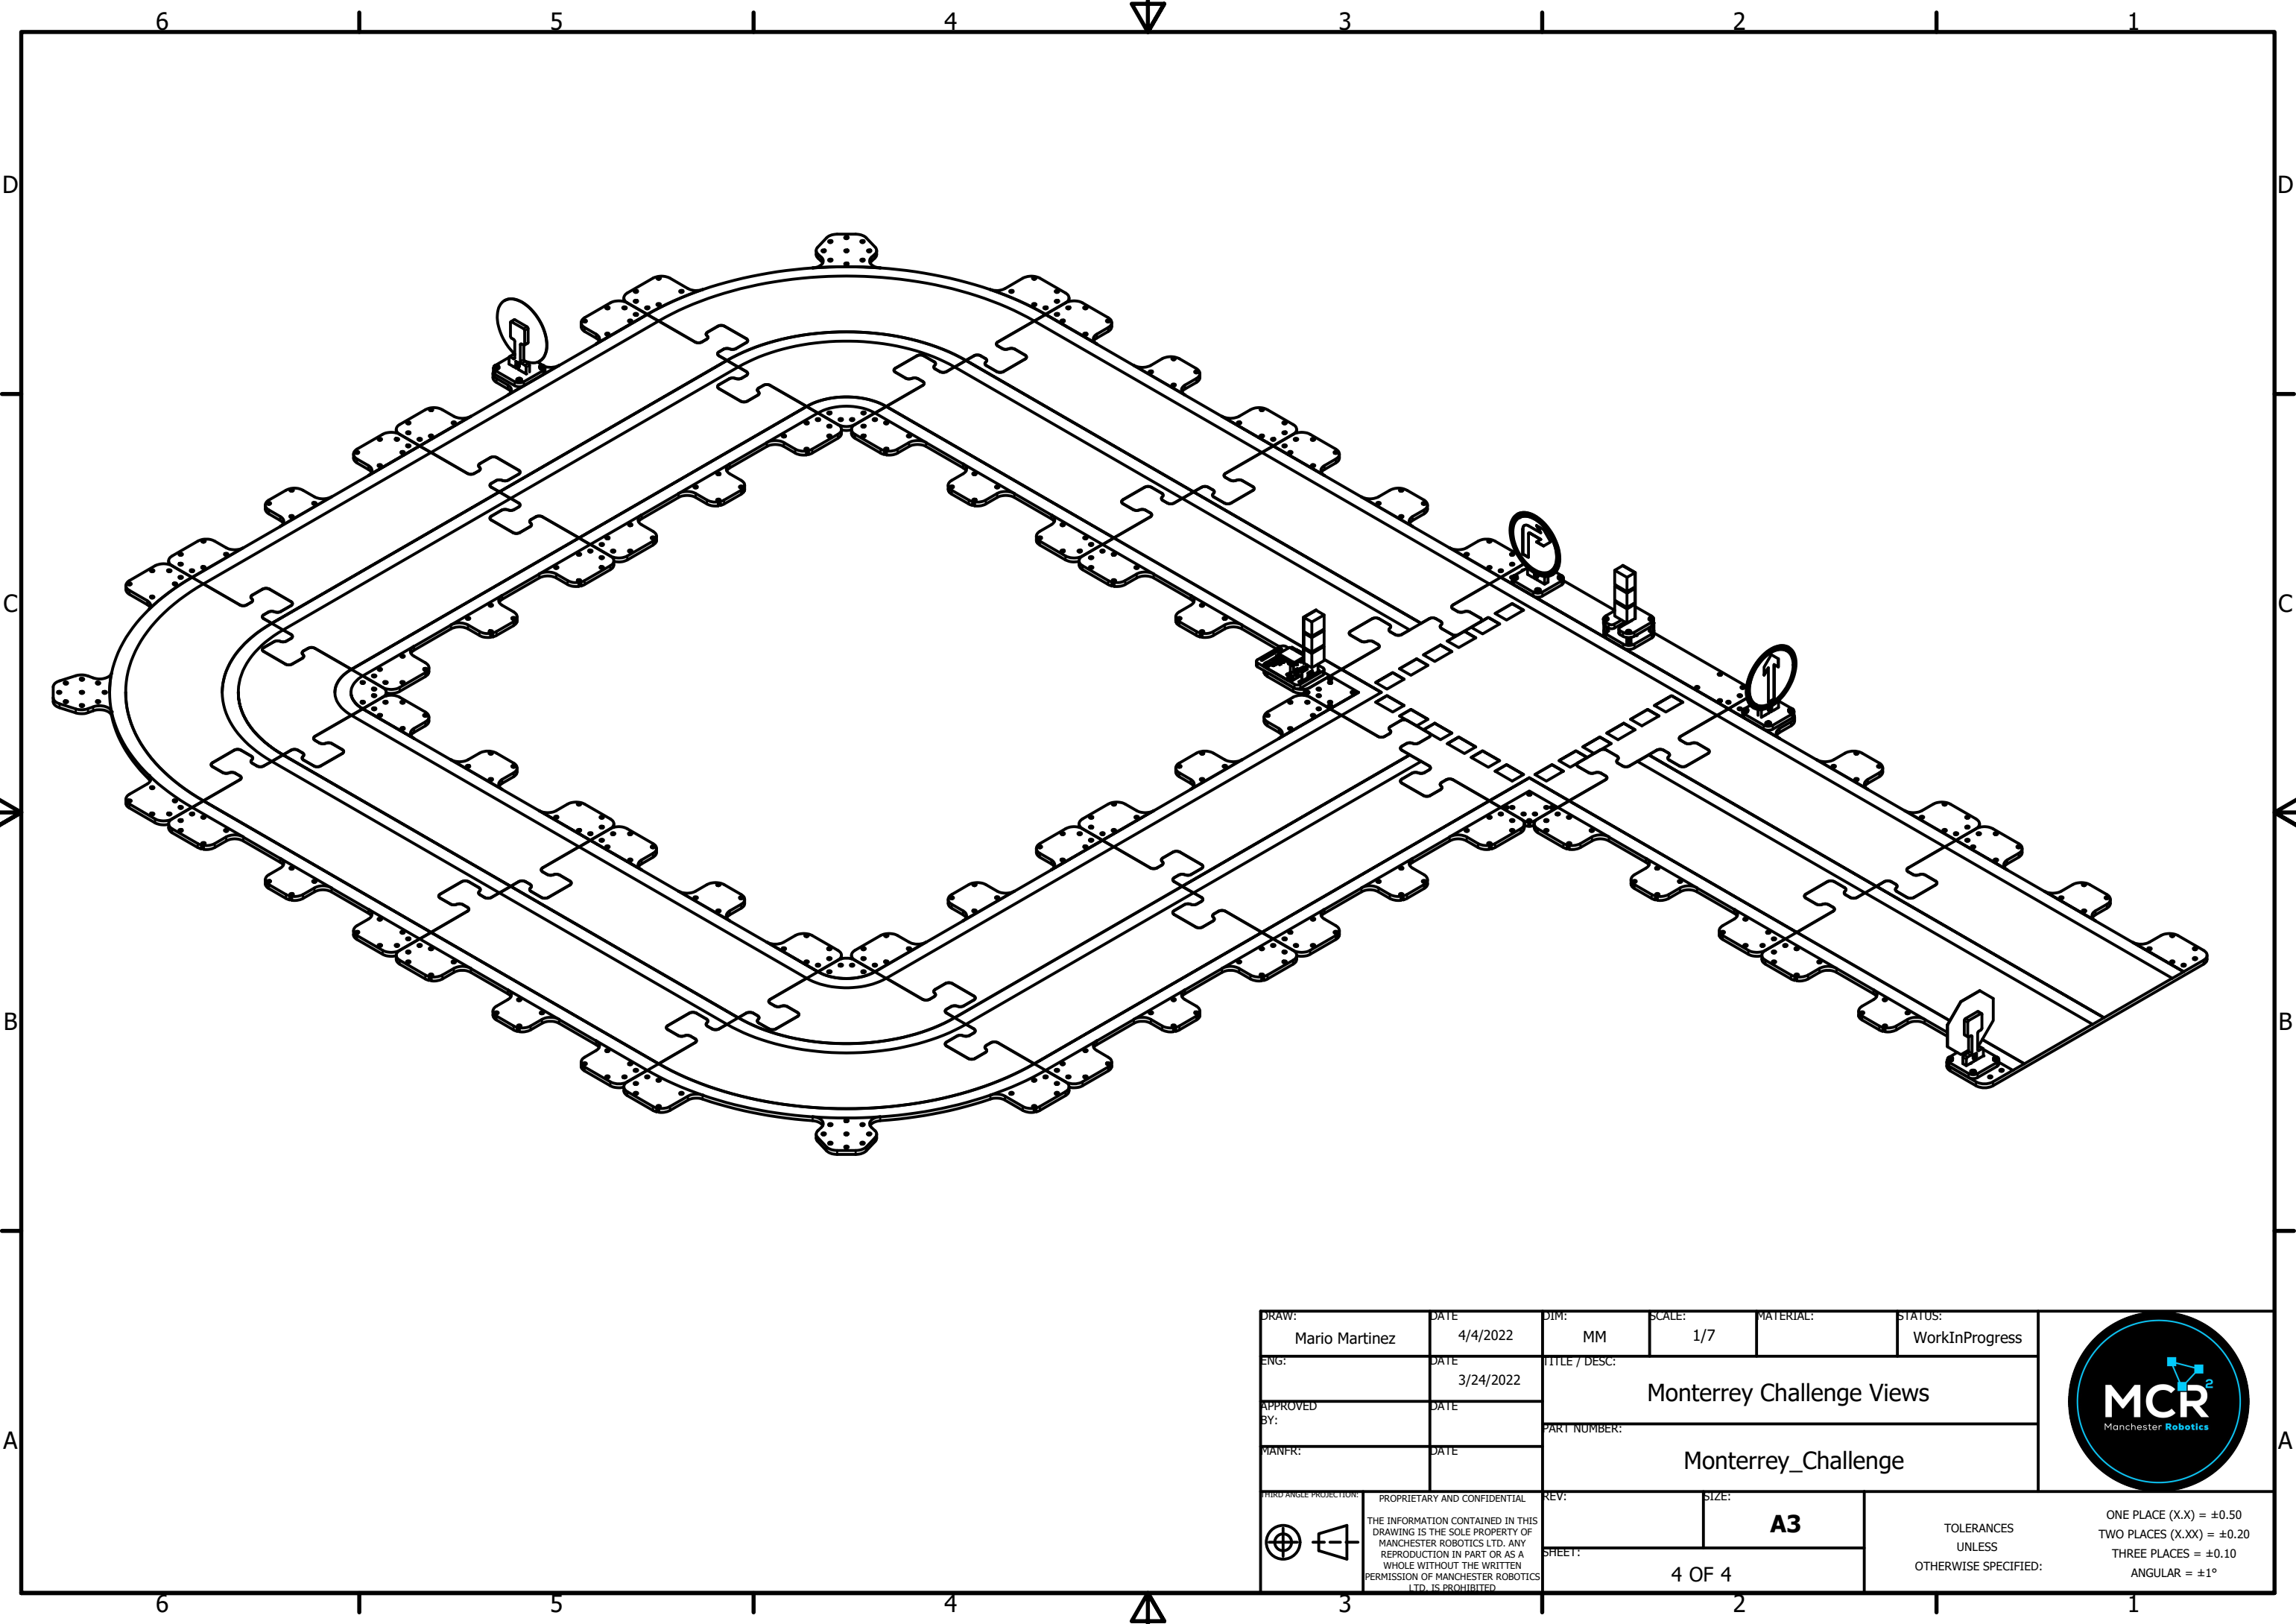 6 5 4 3 2 1
D D
C C
B B
A A
DRAW: DATE DIM: SCALE: MATERIAL: STATUS:
Mario Martinez 4/4/2022 MM 1/7 WorkInProgress
ENG: DATE TITLE / DESC:
3/24/2022 Monterrey Challenge Views
APPROVED BY: DATE
PART NUMBER:
MANFR: DATE
Monterrey_Challenge
MCR2
Manchester Robotics
THIRD ANGLE PROJECTION:
PROPRIETARY AND CONFIDENTIAL
THE INFORMATION CONTAINED IN THIS
DRAWING IS THE SOLE PROPERTY OF
MANCHESTER ROBOTICS LTD. ANY
REPRODUCTION IN PART OR AS A
WHOLE WITHOUT THE WRITTEN
PERMISSION OF MANCHESTER ROBOTICS
LTD. IS PROHIBITED
REV: SIZE:
A3
SHEET:
4 OF 4
TOLERANCES
UNLESS
OTHERWISE SPECIFIED:
ONE PLACE (X.X) = ±0.50
TWO PLACES (X.XX) = ±0.20
THREE PLACES = ±0.10
ANGULAR = ±1°
6 5 4 3 2 1